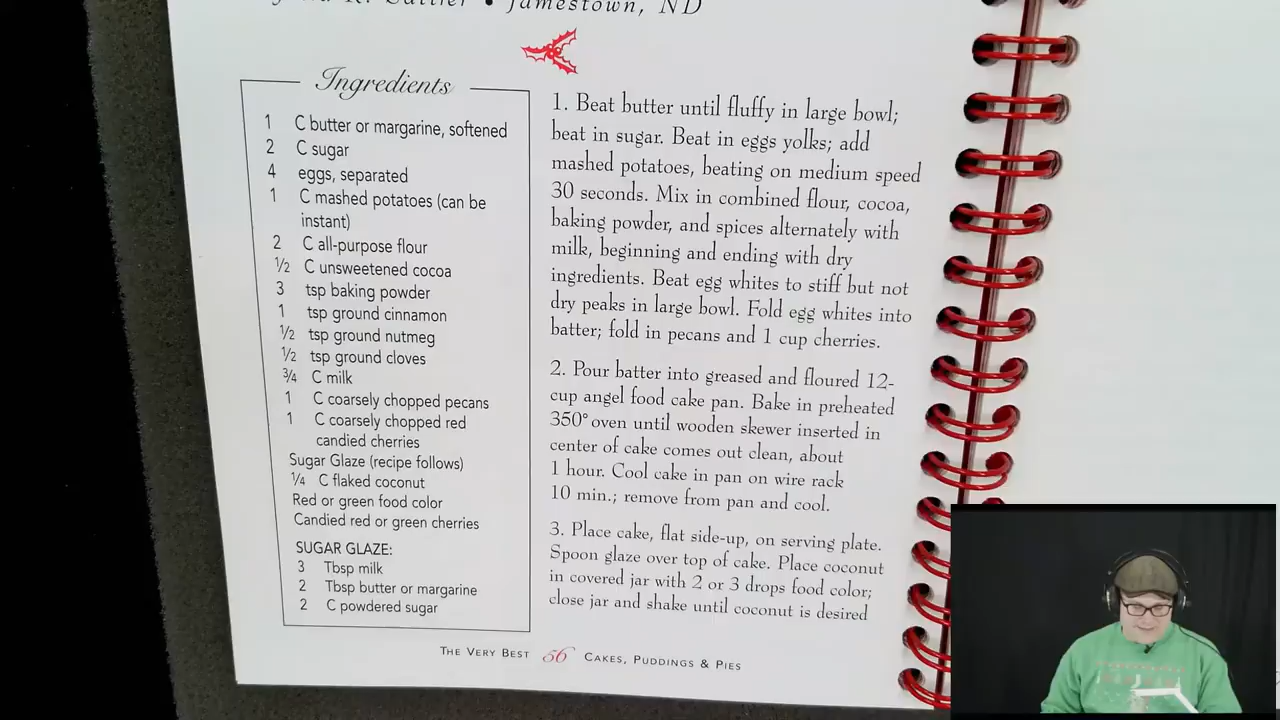 Jamestown, ND
Ingredients
1 C butter or margarine, softened
2 C sugar
4 eggs, separated
1 C mashed potatoes (can be
instant)
2 C all-purpose flour
½ C unsweetened cocoa
3 tsp baking powder
1 tsp ground cinnamon
½ tsp ground nutmeg
½ tsp ground cloves
¾ C milk
1 C coarsely chopped pecans
1 C coarsely chopped red
candied cherries
Sugar Glaze (recipe follows)
¼ C flaked coconut
Red or green food color
Candied red or green cherries
SUGAR GLAZE:
3 Tbsp milk
2 Tbsp butter or margarine
2 C powdered sugar
1. Beat butter until fluffy in large bowl;
beat in sugar. Beat in eggs yolks; add
mashed potatoes, beating on medium speed
30 seconds. Mix in combined flour, cocoa,
baking powder, and spices alternately with
milk, beginning and ending with dry
ingredients. Beat egg whites to stiff but not
dry peaks in large bowl. Fold egg whites into
batter; fold in pecans and 1 cup cherries.
2. Pour batter into greased and floured 12-
cup angel food cake pan. Bake in preheated
350° oven until wooden skewer inserted in
center of cake comes out clean, about
1 hour. Cool cake in pan on wire rack
10 min.; remove from pan and cool.
3. Place cake, flat side-up, on serving plate.
Spoon glaze over top of cake. Place coconut
in covered jar with 2 or 3 drops food color;
close jar and shake until coconut is desired
THE VERY BEST 56 CAKES, PUDDINGS & PIES